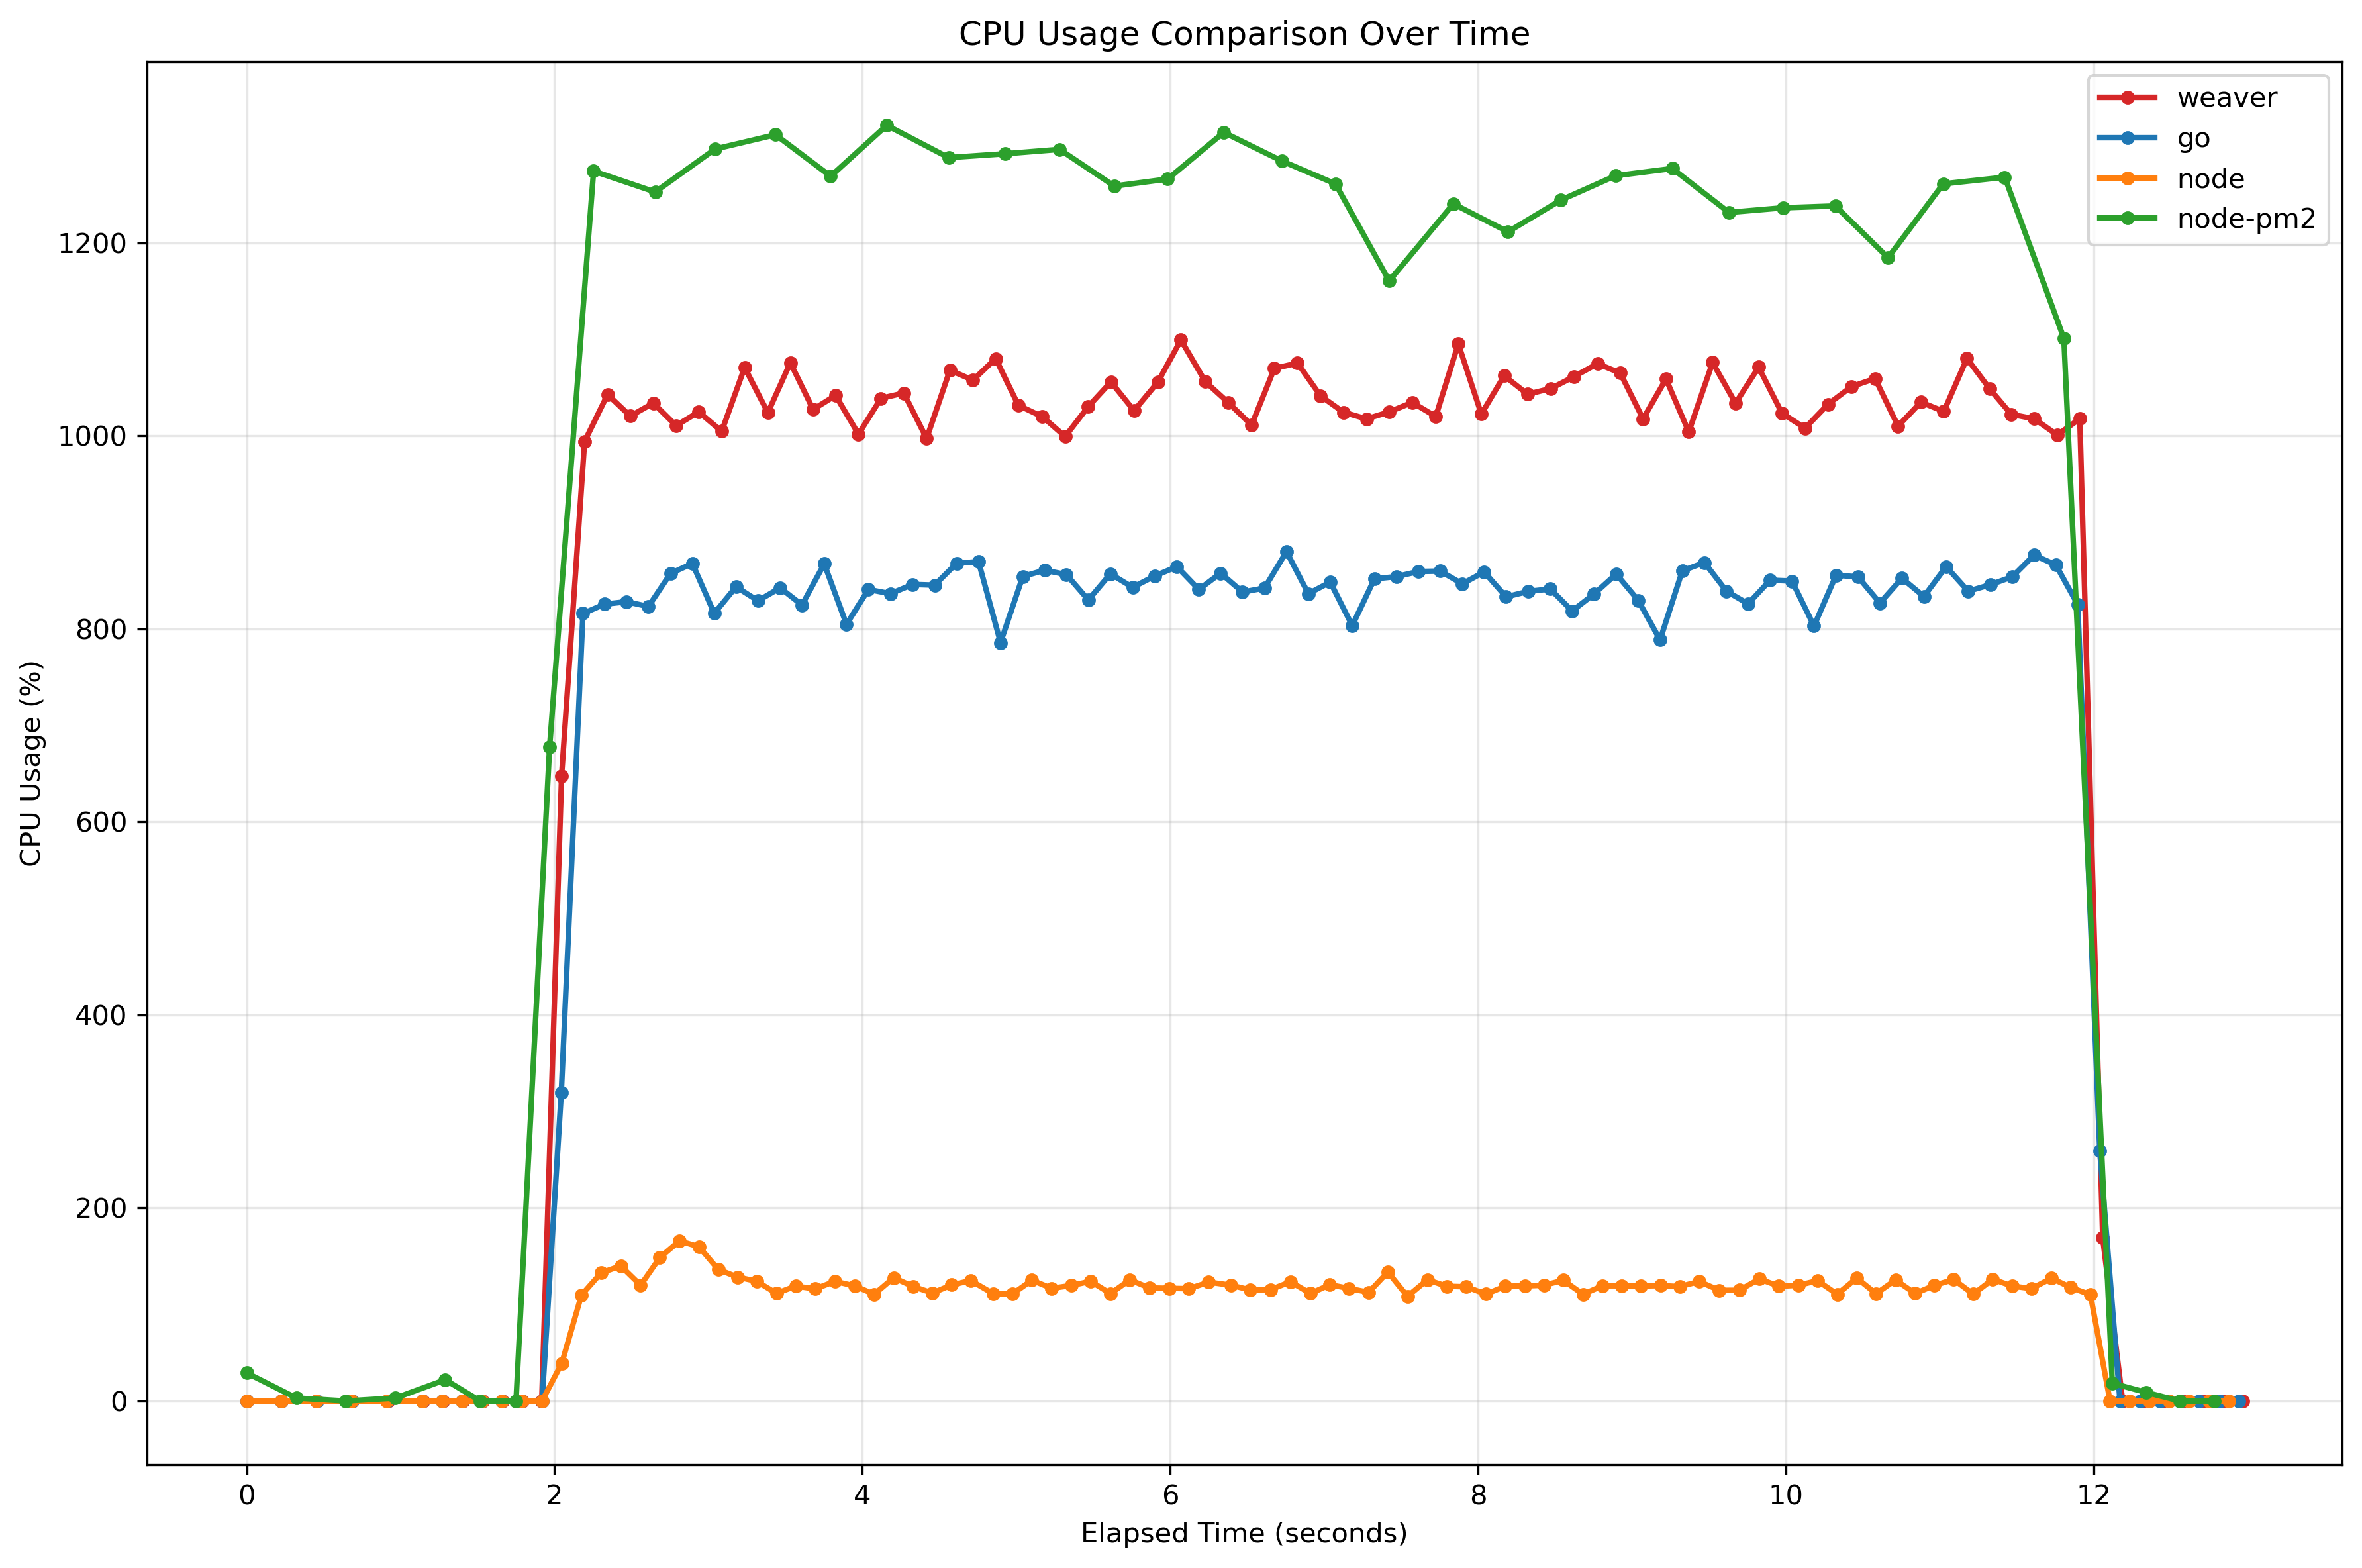 CPU Usage Comparison Over Time
weaver
go
node
node-pm2
CPU Usage (%)
1200
1000
800
600
400
200
0
0 2 4 6 8 10 12
Elapsed Time (seconds)